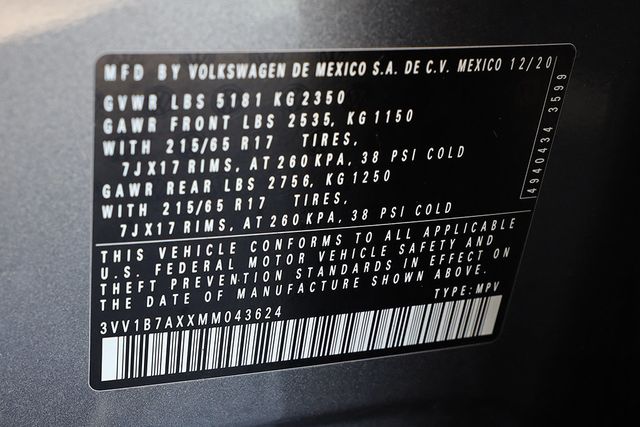 MFD BY VOLKSWAGEN DE MEXICO S.A. DE C.V. MEXICO 12/20
GVWR LBS 5181 KG 2350
GAWR FRONT LBS 2535, KG 1150
WITH 215/65 R17 TIRES,
7JX17 RIMS, AT 260 KPA, 38 PSI COLD
GAWR REAR LBS 2756, KG 1250
WITH 215/65 R17 TIRES,
7JX17 RIMS, AT 260 KPA, 38 PSI COLD
4940434 3599
THIS VEHICLE CONFORMS TO ALL APPLICABLE
U.S. FEDERAL MOTOR VEHICLE SAFETY AND
THEFT PREVENTION STANDARDS IN EFFECT ON
THE DATE OF MANUFACTURE SHOWN ABOVE.
TYPE: MPV
3VV1B7AXXMM043624